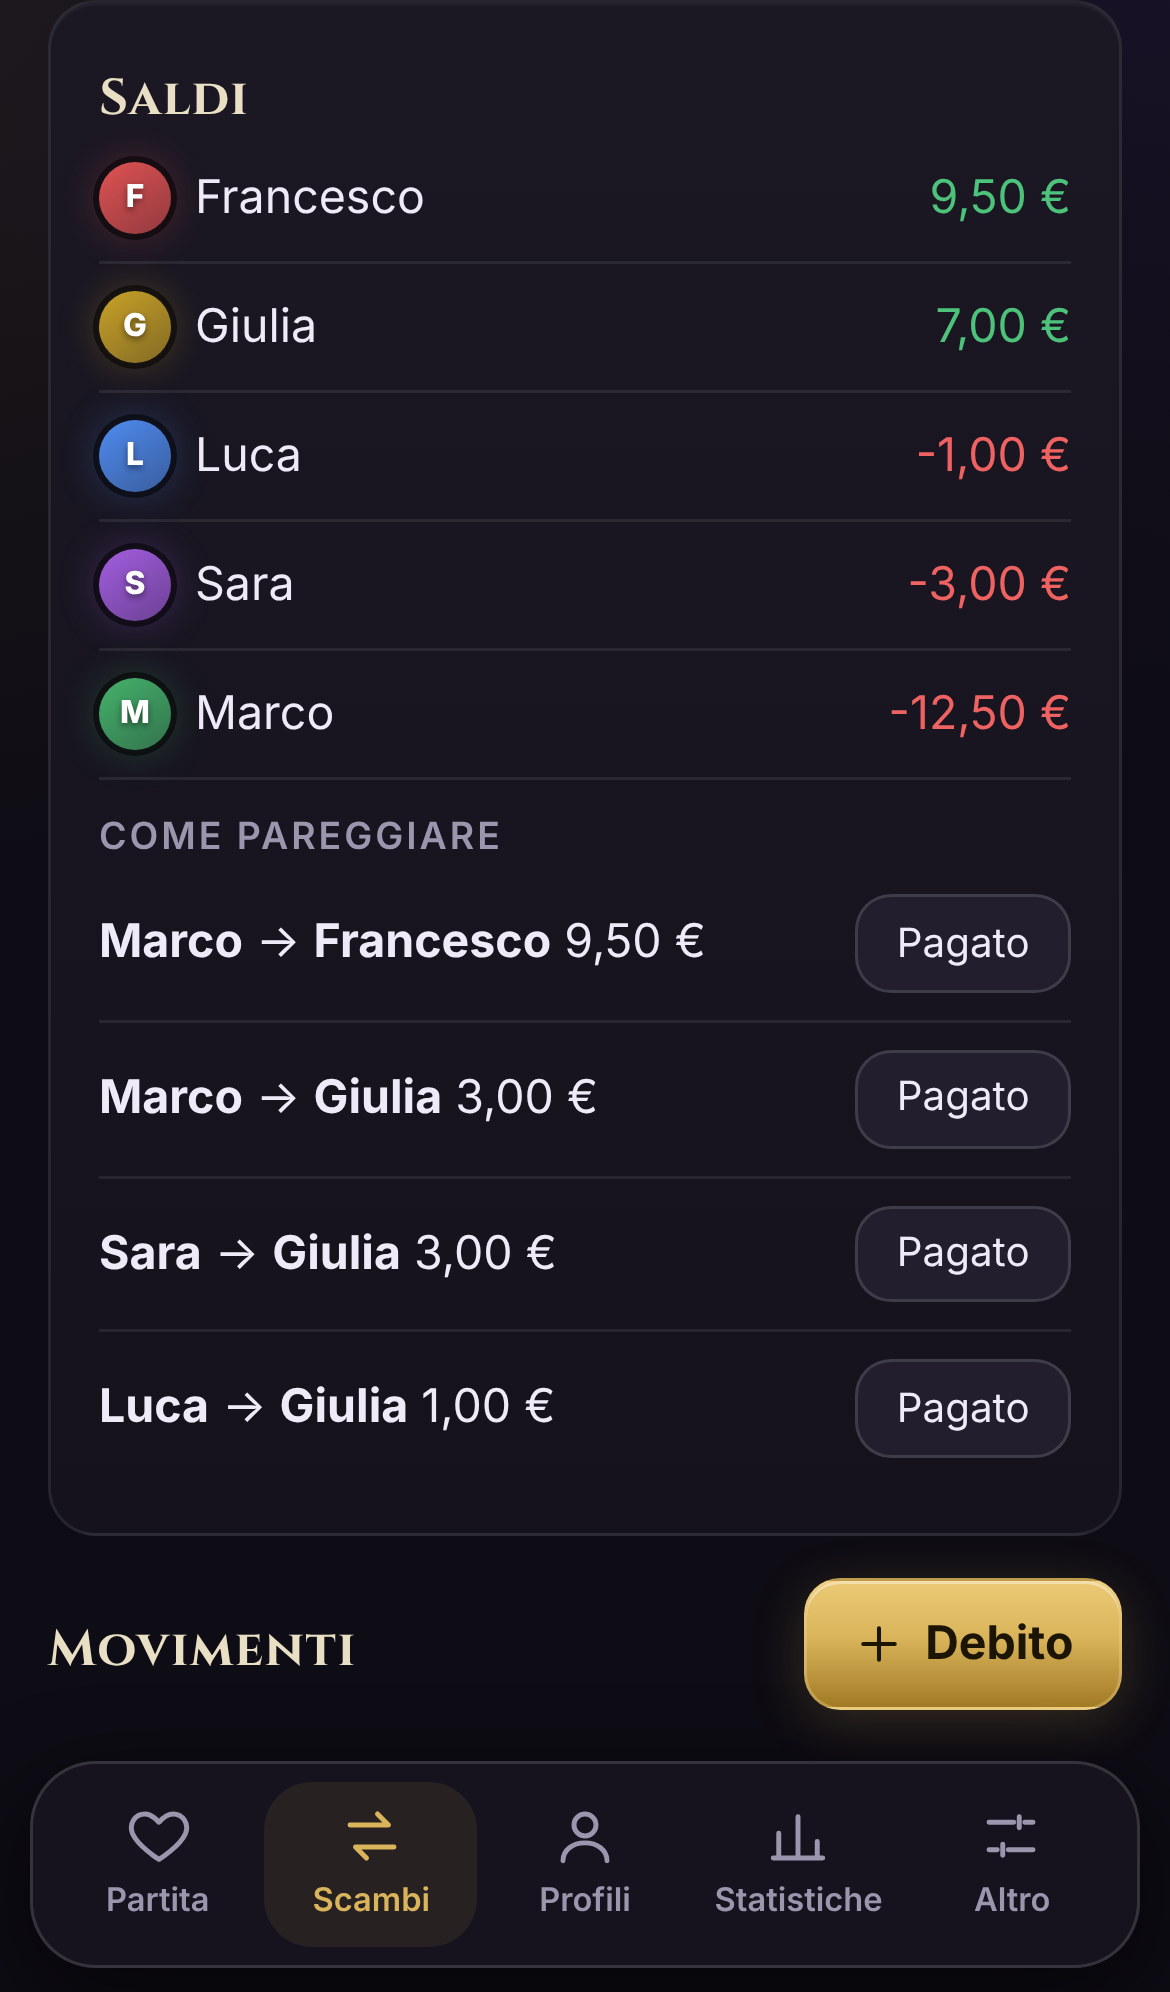 Saldi
F Francesco 9,50 €
G Giulia 7,00 €
L Luca -1,00 €
S Sara -3,00 €
M Marco -12,50 €
COME PAREGGIARE
Marco → Francesco 9,50 € Pagato
Marco → Giulia 3,00 € Pagato
Sara → Giulia 3,00 € Pagato
Luca → Giulia 1,00 € Pagato
Movimenti + Debito
Partita Scambi Profili Statistiche Altro